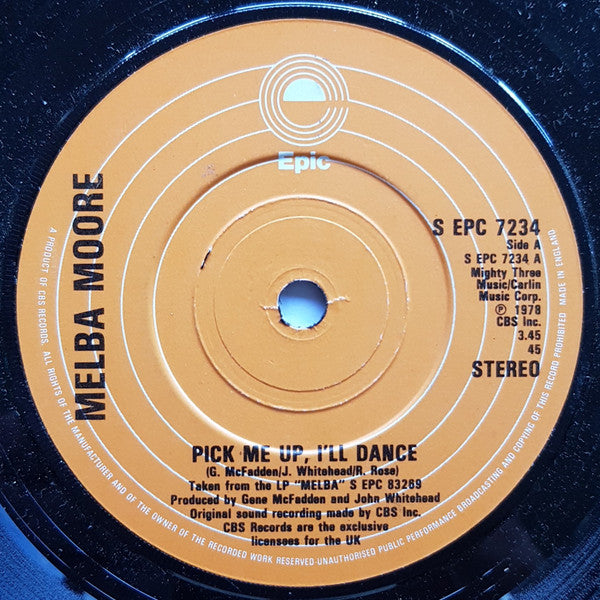 Epic
MELBA MOORE
S EPC 7234
Side A
S EPC 7234 A
Mighty Three
Music/Carlin
Music Corp.
Ⓟ 1978
CBS Inc.
3.45
45
STEREO
PICK ME UP, I'LL DANCE
(G. McFadden/J. Whitehead/R. Rose)
Taken from the LP "MELBA" S EPC 83269
Produced by Gene McFadden and John Whitehead
Original sound recording made by CBS Inc.
CBS Records are the exclusive
licensees for the UK
A PRODUCT OF CBS RECORDS. ALL RIGHTS OF THE MANUFACTURER AND OF THE OWNER OF THE RECORDED WORK RESERVED UNAUTHORISED PUBLIC PERFORMANCE BROADCASTING AND COPYING OF THIS RECORD PROHIBITED MADE IN ENGLAND